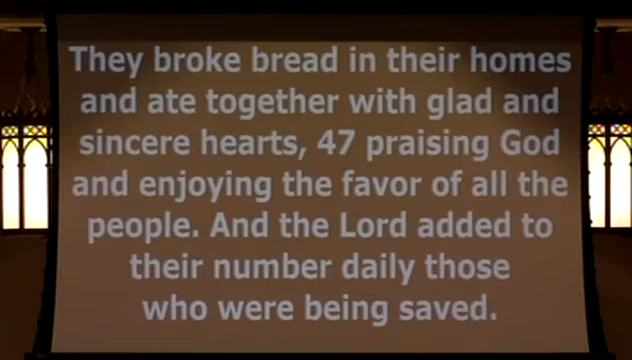 They broke bread in their homes
and ate together with glad and
sincere hearts, 47 praising God
and enjoying the favor of all the
people. And the Lord added to
their number daily those
who were being saved.